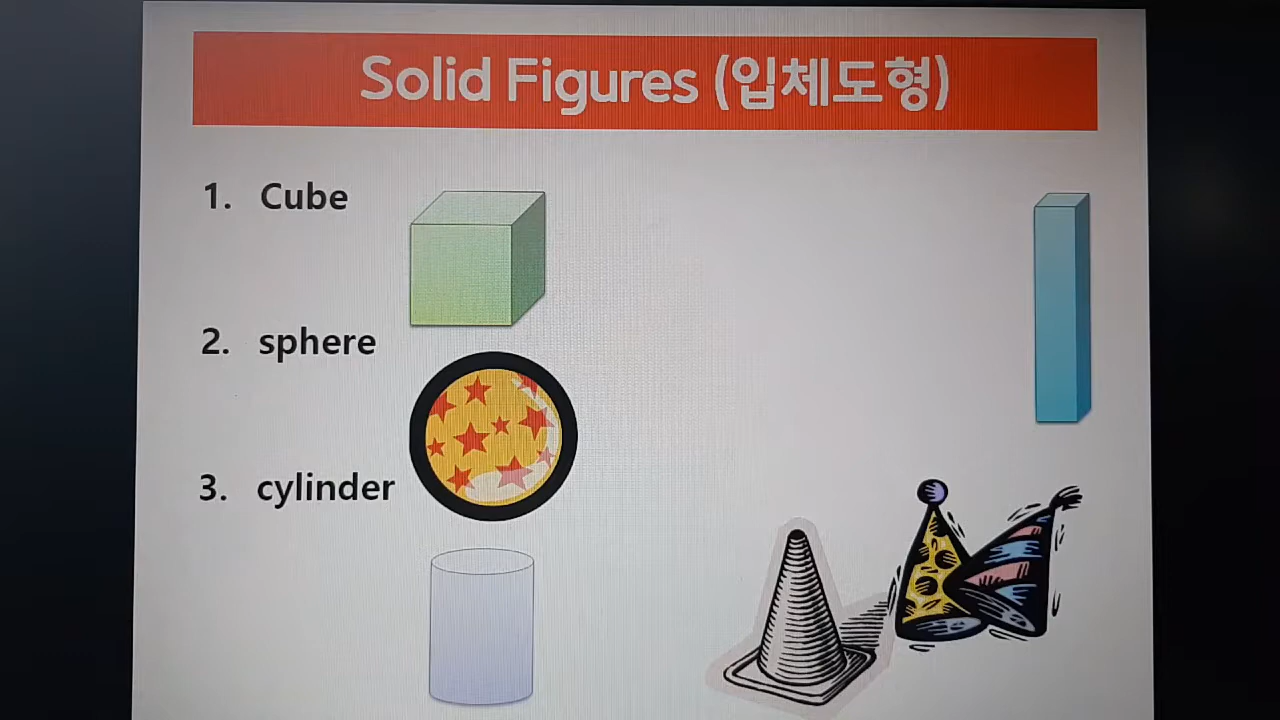 Solid Figures (입체도형)
1. Cube
2. sphere
3. cylinder